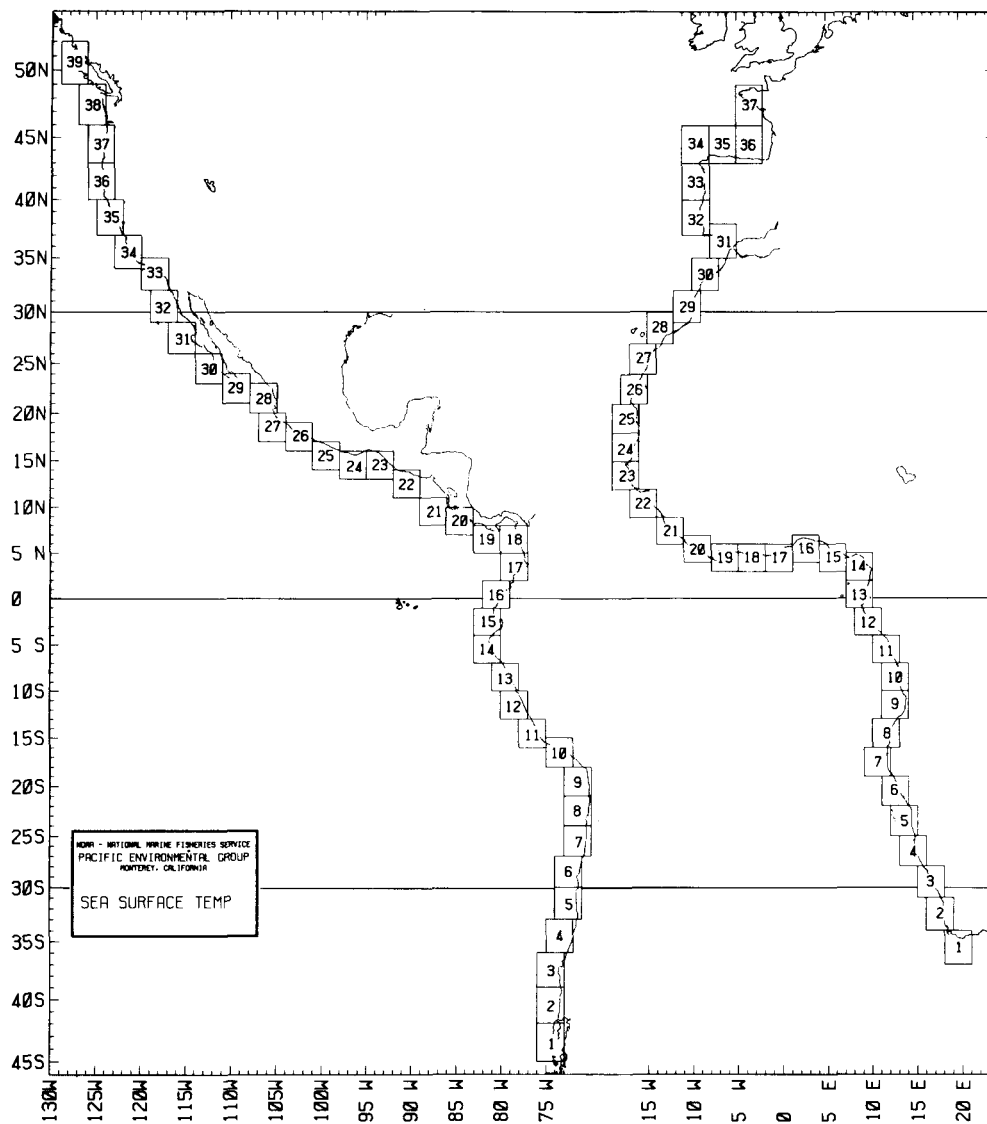 50N
45N
40N
35N
30N
25N
20N
15N
10N
5 N
0
5 S
10S
15S
20S
25S
30S
35S
40S
45S
39
38
37
36
35
34
33
32
31
30
29
28
27
26
25
24
23
22
21
20
19
18
17
16
15
14
13
12
11
10
9
8
7
6
5
4
3
2
1
37
36
35
34
33
32
31
30
29
28
27
26
25
24
23
22
21
20
19
18
17
16
15
14
13
12
11
10
9
8
7
6
5
4
3
2
1
NOAA - NATIONAL MARINE FISHERIES SERVICE
PACIFIC ENVIRONMENTAL GROUP
MONTEREY, CALIFORNIA
SEA SURFACE TEMP
130W
125W
120W
115W
110W
105W
100W
95 W
90 W
85W
80W
75W
15 W
10 W
5 W
0
5 E
10 E
15 E
20 E